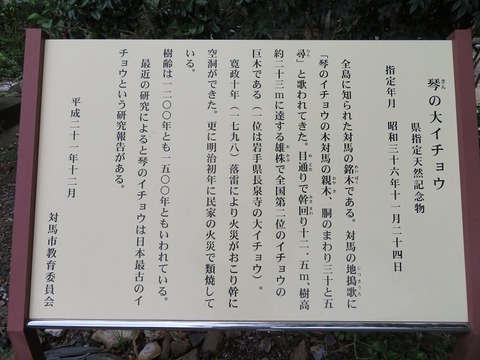 琴の大イチョウ
きん
県指定天然記念物
指定年月　昭和三十六年十一月二十四日
全島に知られた対馬の銘木である。対馬の地搗歌に
「琴のイチョウの木対馬の親木、胴のまわり三十と五
尋」と歌われてきた。目通りで幹回り十二．五m、樹高
約二十三mに達する雄株で全国第二位のイチョウの
巨木である（一位は岩手県長泉寺の大イチョウ）。
寛政十年（一七九八）落雷により火災がおこり幹に
空洞ができた。更に明治初年に民家の火災で類焼して
いる。
樹齢は一二〇〇年とも一五〇〇年ともいわれている。
最近の研究によると琴のイチョウは日本最古のイ
チョウという研究報告がある。
平成二十一年十二月
対馬市教育委員会